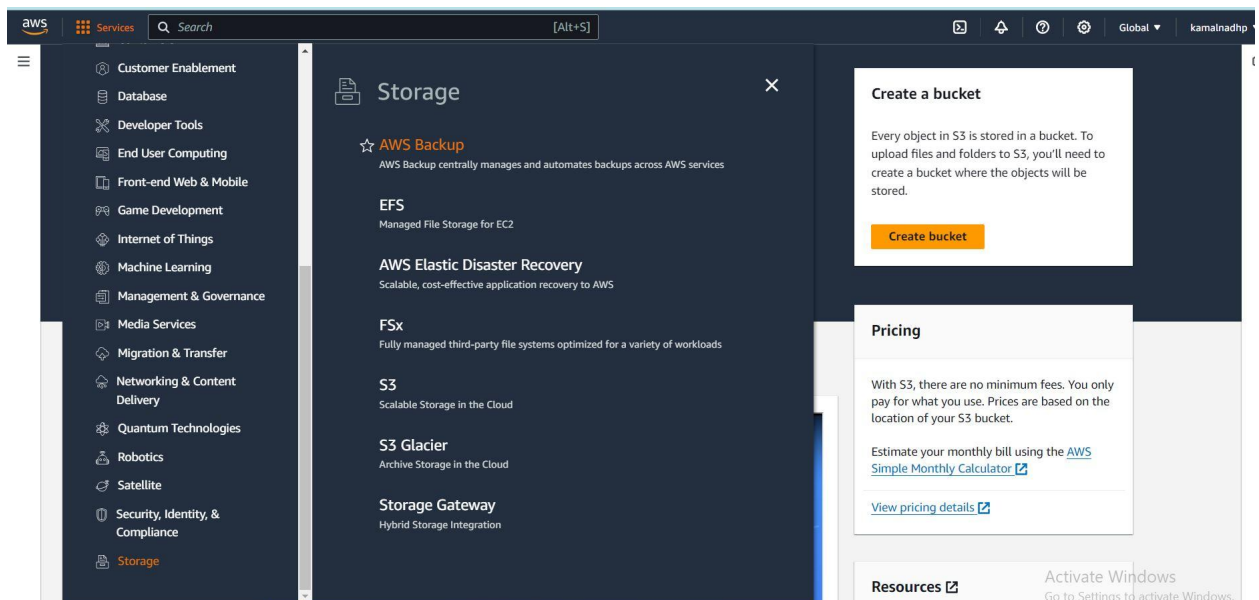 aws
Services
Search
[Alt+S]
Global ▼
kamalnadhp
Customer Enablement
Database
Developer Tools
End User Computing
Front-end Web & Mobile
Game Development
Internet of Things
Machine Learning
Management & Governance
Media Services
Migration & Transfer
Networking & Content
Delivery
Quantum Technologies
Robotics
Satellite
Security, Identity, &
Compliance
Storage
Storage
AWS Backup
AWS Backup centrally manages and automates backups across AWS services
EFS
Managed File Storage for EC2
AWS Elastic Disaster Recovery
Scalable, cost-effective application recovery to AWS
FSx
Fully managed third-party file systems optimized for a variety of workloads
S3
Scalable Storage in the Cloud
S3 Glacier
Archive Storage in the Cloud
Storage Gateway
Hybrid Storage Integration
Create a bucket
Every object in S3 is stored in a bucket. To
upload files and folders to S3, you'll need to
create a bucket where the objects will be
stored.
Create bucket
Pricing
With S3, there are no minimum fees. You only
pay for what you use. Prices are based on the
location of your S3 bucket.
Estimate your monthly bill using the AWS
Simple Monthly Calculator
View pricing details
Resources
Activate Windows
Go to Settings to activate Windows.